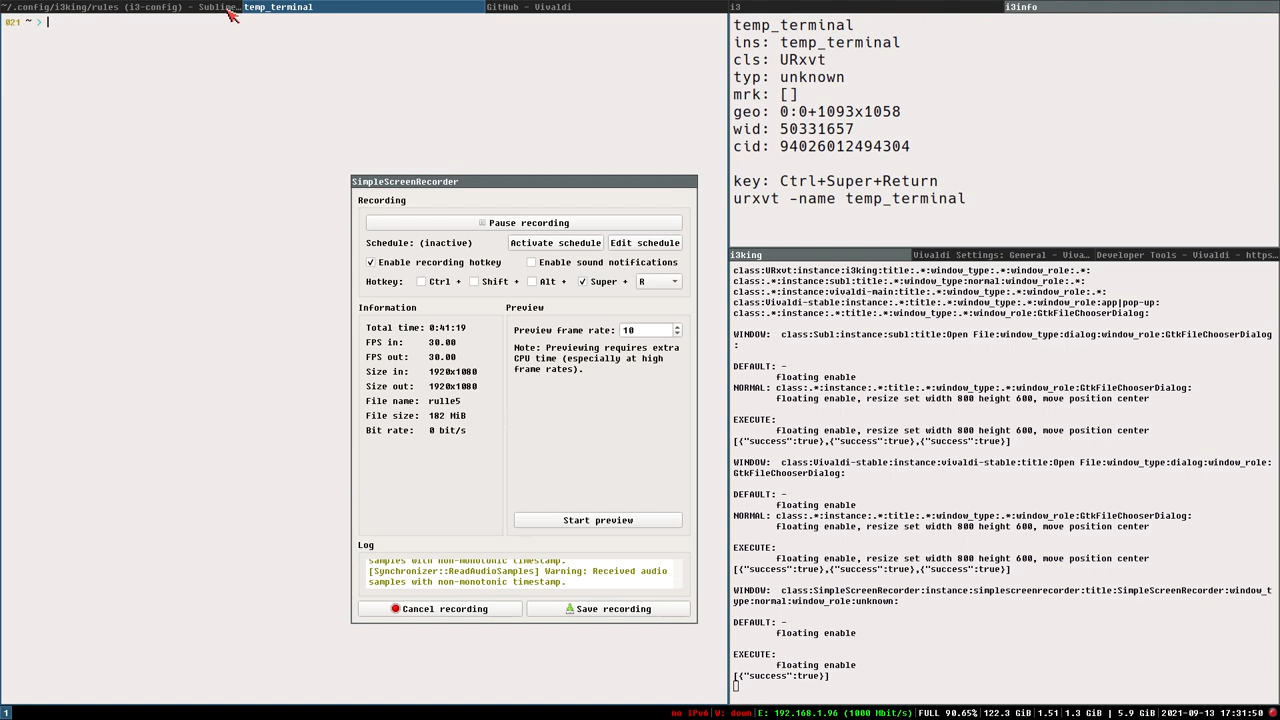 ~/.config/i3king/rules (i3-config) - Sublime…
temp_terminal
GitHub - Vivaldi
i3
i3info
021 ~ >
temp_terminal
ins: temp_terminal
cls: URxvt
typ: unknown
mrk: []
geo: 0:0+1093x1058
wid: 50331657
cid: 94026012494304
key: Ctrl+Super+Return
urxvt -name temp_terminal
SimpleScreenRecorder
Recording
Pause recording
Schedule: (inactive)
Activate schedule
Edit schedule
Enable recording hotkey
Enable sound notifications
Hotkey:
Ctrl +
Shift +
Alt +
Super +
R
Information
Total time: 0:41:19
FPS in: 30.00
FPS out: 30.00
Size in: 1920x1080
Size out: 1920x1080
File name: rulle5
File size: 182 MiB
Bit rate: 0 bit/s
Preview
Preview frame rate: 10
Note: Previewing requires extra
CPU time (especially at high
frame rates).
Start preview
Log
samples with non-monotonic timestamp.
[Synchronizer::ReadAudioSamples] Warning: Received audio
samples with non-monotonic timestamp.
Cancel recording
Save recording
i3king
Vivaldi Settings: General - Viva…
Developer Tools - Vivaldi - https…
class:URxvt:instance:i3king:title:.*:window_type:.*:window_role:.*:
class:.*:instance:subl:title:.*:window_type:normal:window_role:.*:
class:.*:instance:vivaldi-main:title:.*:window_type:.*:window_role:.*:
class:Vivaldi-stable:instance:.*:title:.*:window_type:.*:window_role:app|pop-up:
class:.*:instance:.*:title:.*:window_type:.*:window_role:GtkFileChooserDialog:
WINDOW:  class:Subl:instance:subl:title:Open File:window_type:dialog:window_role:GtkFileChooserDialog
:
DEFAULT: -
floating enable
NORMAL: class:.*:instance:.*:title:.*:window_type:.*:window_role:GtkFileChooserDialog:
floating enable, resize set width 800 height 600, move position center
EXECUTE:
floating enable, resize set width 800 height 600, move position center
[{"success":true},{"success":true},{"success":true}]
WINDOW:  class:Vivaldi-stable:instance:vivaldi-stable:title:Open File:window_type:dialog:window_role:
GtkFileChooserDialog:
DEFAULT: -
floating enable
NORMAL: class:.*:instance:.*:title:.*:window_type:.*:window_role:GtkFileChooserDialog:
floating enable, resize set width 800 height 600, move position center
EXECUTE:
floating enable, resize set width 800 height 600, move position center
[{"success":true},{"success":true},{"success":true}]
WINDOW:  class:SimpleScreenRecorder:instance:simplescreenrecorder:title:SimpleScreenRecorder:window_t
ype:normal:window_role:unknown:
DEFAULT: -
floating enable
EXECUTE:
floating enable
[{"success":true}]
1
no IPv6| W: down| E: 192.168.1.96 (1000 Mbit/s)| FULL 90.65%| 122.3 GiB| 1.51| 1.3 GiB | 5.9 GiB| 2021-09-13 17:31:50